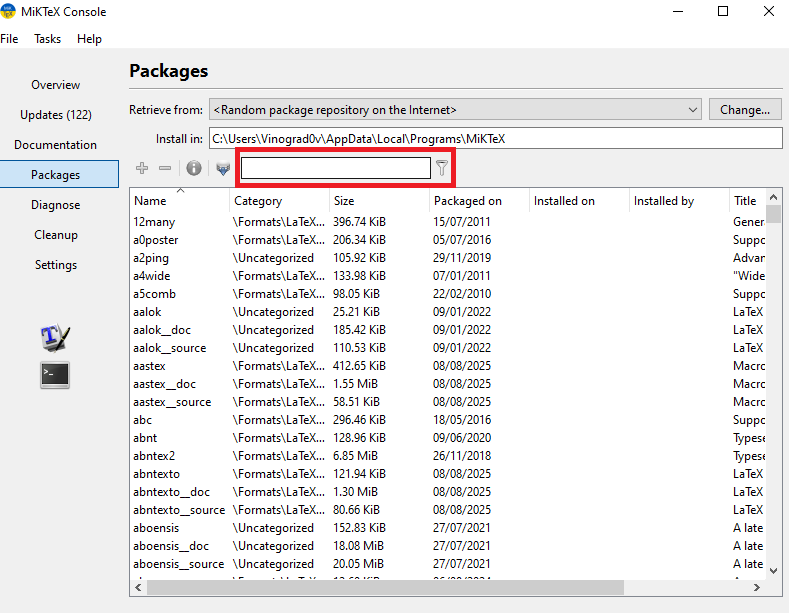 MiKTeX Console
File Tasks Help
Overview
Updates (122)
Documentation
Packages
Diagnose
Cleanup
Settings
Packages
Retrieve from: <Random package repository on the Internet> Change...
Install in: C:\Users\Vinograd0v\AppData\Local\Programs\MiKTeX
Name Category Size Packaged on Installed on Installed by Title
12many \Formats\LaTeX... 396.74 KiB 15/07/2011 Gener
a0poster \Formats\LaTeX... 206.34 KiB 05/07/2016 Suppo
a2ping \Uncategorized 105.92 KiB 29/11/2019 Advan
a4wide \Formats\LaTeX... 133.98 KiB 07/01/2011 "Wide
a5comb \Formats\LaTeX... 98.05 KiB 22/02/2010 Suppo
aalok \Uncategorized 25.21 KiB 09/01/2022 LaTeX
aalok__doc \Uncategorized 185.42 KiB 09/01/2022 LaTeX
aalok__source \Uncategorized 110.53 KiB 09/01/2022 LaTeX
aastex \Formats\LaTeX... 412.65 KiB 08/08/2025 Macro
aastex__doc \Formats\LaTeX... 1.55 MiB 08/08/2025 Macro
aastex__source \Formats\LaTeX... 58.51 KiB 08/08/2025 Macro
abc \Formats\LaTeX... 296.46 KiB 18/05/2016 Suppo
abnt \Formats\LaTeX... 128.96 KiB 09/06/2020 Typese
abntex2 \Formats\LaTeX... 6.85 MiB 26/11/2018 Typese
abntexto \Formats\LaTeX... 121.94 KiB 08/08/2025 LaTeX
abntexto__doc \Formats\LaTeX... 1.30 MiB 08/08/2025 LaTeX
abntexto__source \Formats\LaTeX... 80.66 KiB 08/08/2025 LaTeX
aboensis \Uncategorized 152.83 KiB 27/07/2021 A late
aboensis__doc \Uncategorized 18.08 MiB 27/07/2021 A late
aboensis__source \Uncategorized 20.05 MiB 27/07/2021 A late